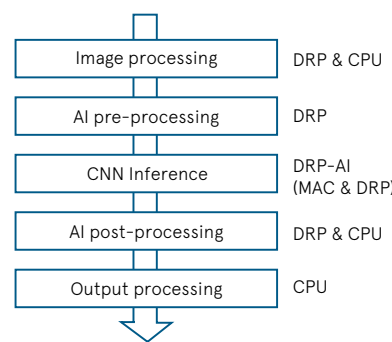 Image processing DRP & CPU
AI pre-processing DRP
CNN Inference DRP-AI
(MAC & DRP)
AI post-processing DRP & CPU
Output processing CPU